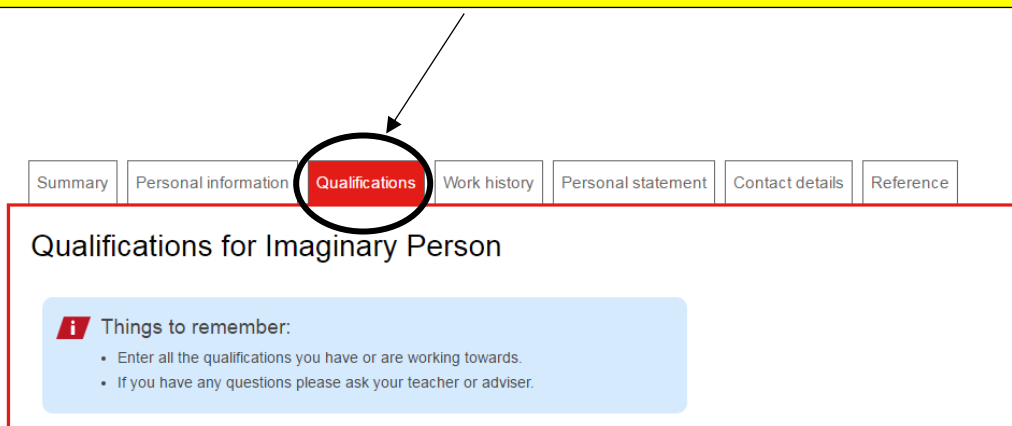 Summary Personal information Qualifications Work history Personal statement Contact details Reference
Qualifications for Imaginary Person
i Things to remember:
• Enter all the qualifications you have or are working towards.
• If you have any questions please ask your teacher or adviser.